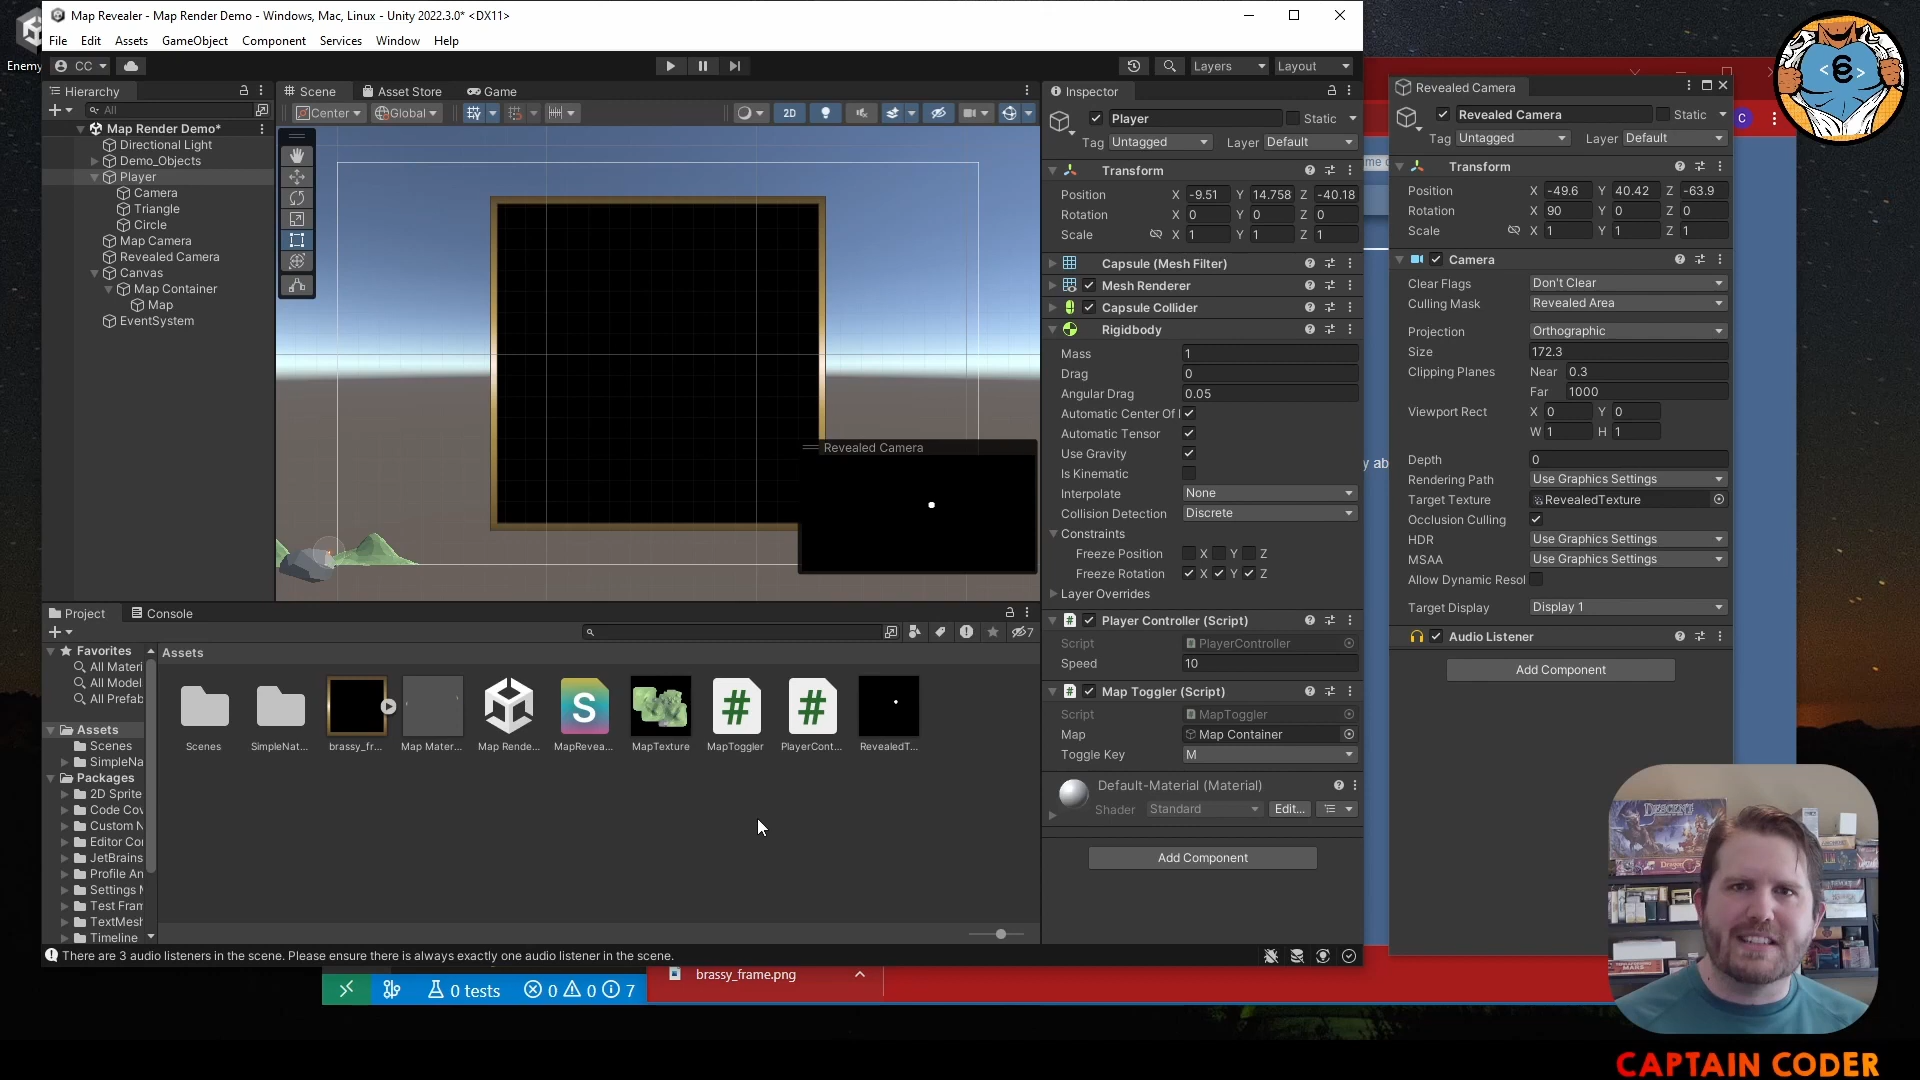 Map Revealer - Map Render Demo - Windows, Mac, Linux - Unity 2022.3.0* <DX11>
File Edit Assets GameObject Component Services Window Help
Enemy
CC
Layers Layout
Hierarchy
All
Map Render Demo*
Directional Light
Demo_Objects
Player
Camera
Triangle
Circle
Map Camera
Revealed Camera
Canvas
Map Container
Map
EventSystem
Scene Asset Store Game
Center Global 2D
Revealed Camera
Inspector
Player Static
Tag Untagged Layer Default
Transform
Position X -9.51 Y 14.758 Z -40.18
Rotation X 0 Y 0 Z 0
Scale X 1 Y 1 Z 1
Capsule (Mesh Filter)
Mesh Renderer
Capsule Collider
Rigidbody
Mass 1
Drag 0
Angular Drag 0.05
Automatic Center Of
Automatic Tensor
Use Gravity
Is Kinematic
Interpolate None
Collision Detection Discrete
Constraints
Freeze Position X Y Z
Freeze Rotation X Y Z
Layer Overrides
Player Controller (Script)
Script PlayerController
Speed 10
Map Toggler (Script)
Script MapToggler
Map Map Container
Toggle Key M
Default-Material (Material)
Shader Standard Edit...
Add Component
Revealed Camera
Revealed Camera Static
Tag Untagged Layer Default
Transform
Position X -49.6 Y 40.42 Z -63.9
Rotation X 90 Y 0 Z 0
Scale X 1 Y 1 Z 1
Camera
Clear Flags Don't Clear
Culling Mask Revealed Area
Projection Orthographic
Size 172.3
Clipping Planes Near 0.3
Far 1000
Viewport Rect X 0 Y 0
W 1 H 1
Depth 0
Rendering Path Use Graphics Settings
Target Texture RevealedTexture
Occlusion Culling
HDR Use Graphics Settings
MSAA Use Graphics Settings
Allow Dynamic Resol
Target Display Display 1
Audio Listener
Add Component
C
me
y ab
Project Console
7
Favorites
All Materi
All Model
All Prefab
Assets
Scenes
SimpleNa
Packages
2D Sprite
Code Cov
Custom N
Editor Cor
JetBrains
Profile An
Settings M
Test Fram
TextMesh
Timeline
Assets
Scenes SimpleNat... brassy_fr... Map Mater... Map Rende... MapRevea... MapTexture MapToggler PlayerCont... RevealedT...
S
There are 3 audio listeners in the scene. Please ensure there is always exactly one audio listener in the scene.
0 tests 0 0 7
brassy_frame.png
DESCENT
CAPTAIN CODER